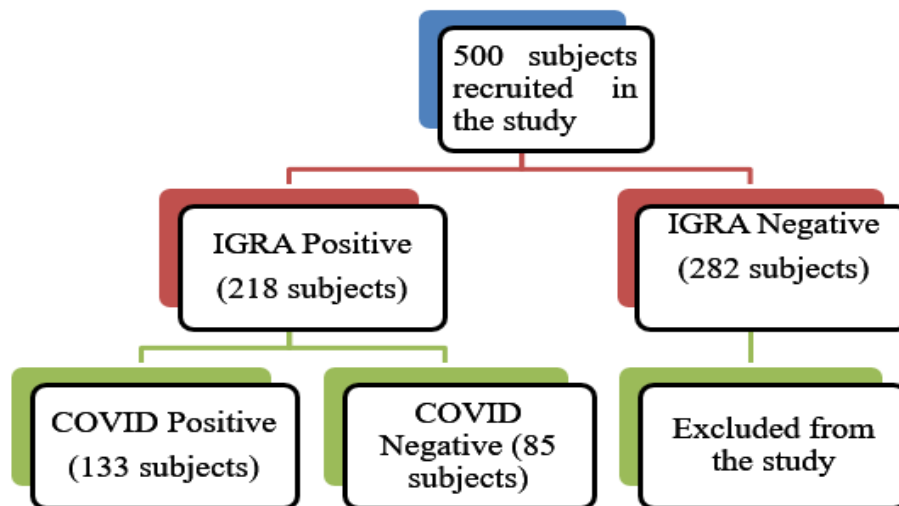 500 subjects
recruited in
the study
IGRA Positive
(218 subjects)
IGRA Negative
(282 subjects)
COVID Positive
(133 subjects)
COVID
Negative (85
subjects)
Excluded from
the study